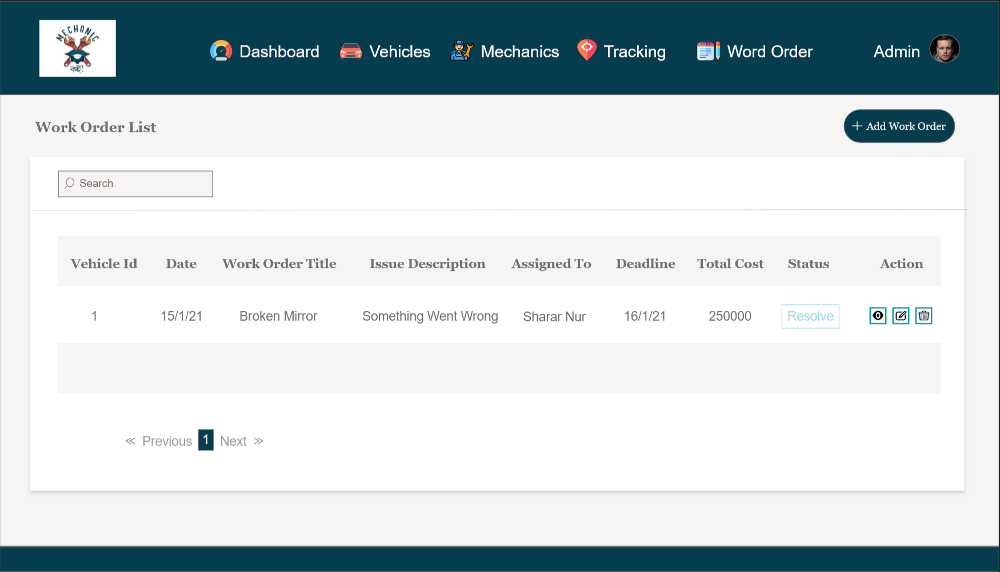 MECHANIC
কই?
Dashboard
Vehicles
Mechanics
Tracking
Word Order
Admin
Work Order List
Add Work Order
Search
Vehicle Id Date Work Order Title Issue Description Assigned To Deadline Total Cost Status Action
1 15/1/21 Broken Mirror Something Went Wrong Sharar Nur 16/1/21 250000 Resolve
« Previous 1 Next »